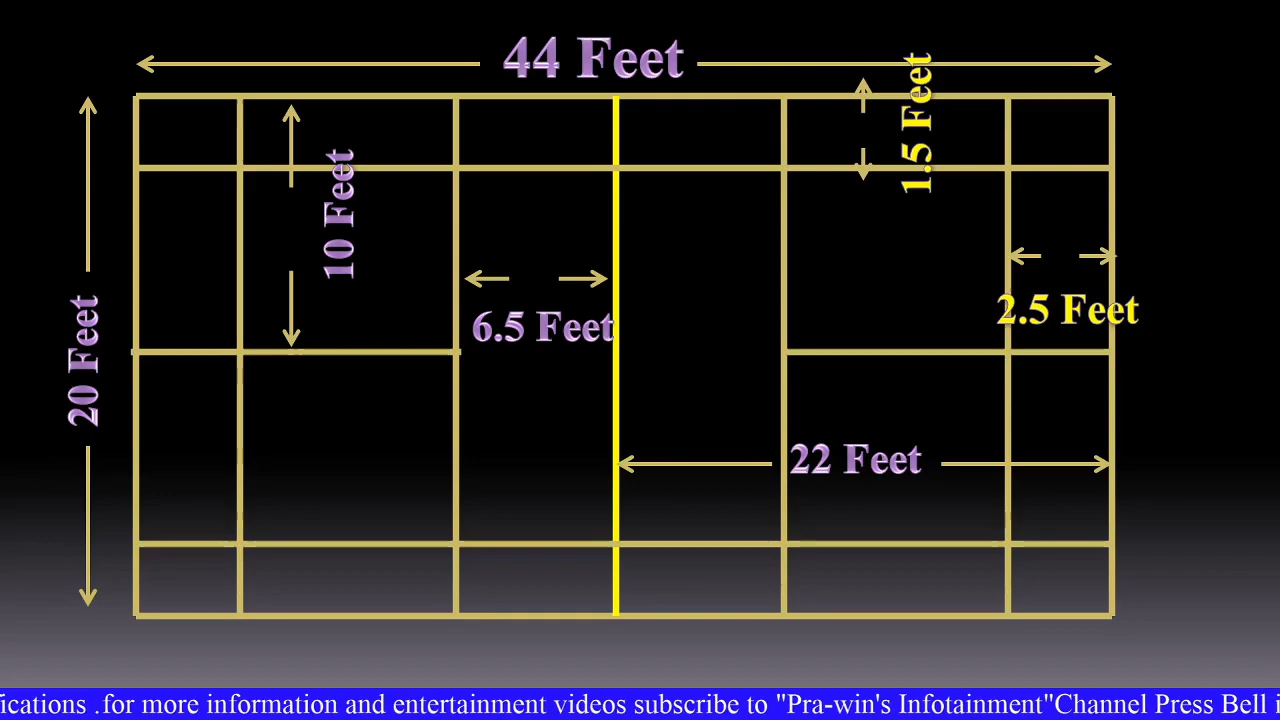 44 Feet
1.5 Feet
10 Feet
2.5 Feet
6.5 Feet
20 Feet
22 Feet
fications .for more information and entertainment videos subscribe to "Pra-win's Infotainment"Channel Press Bell i